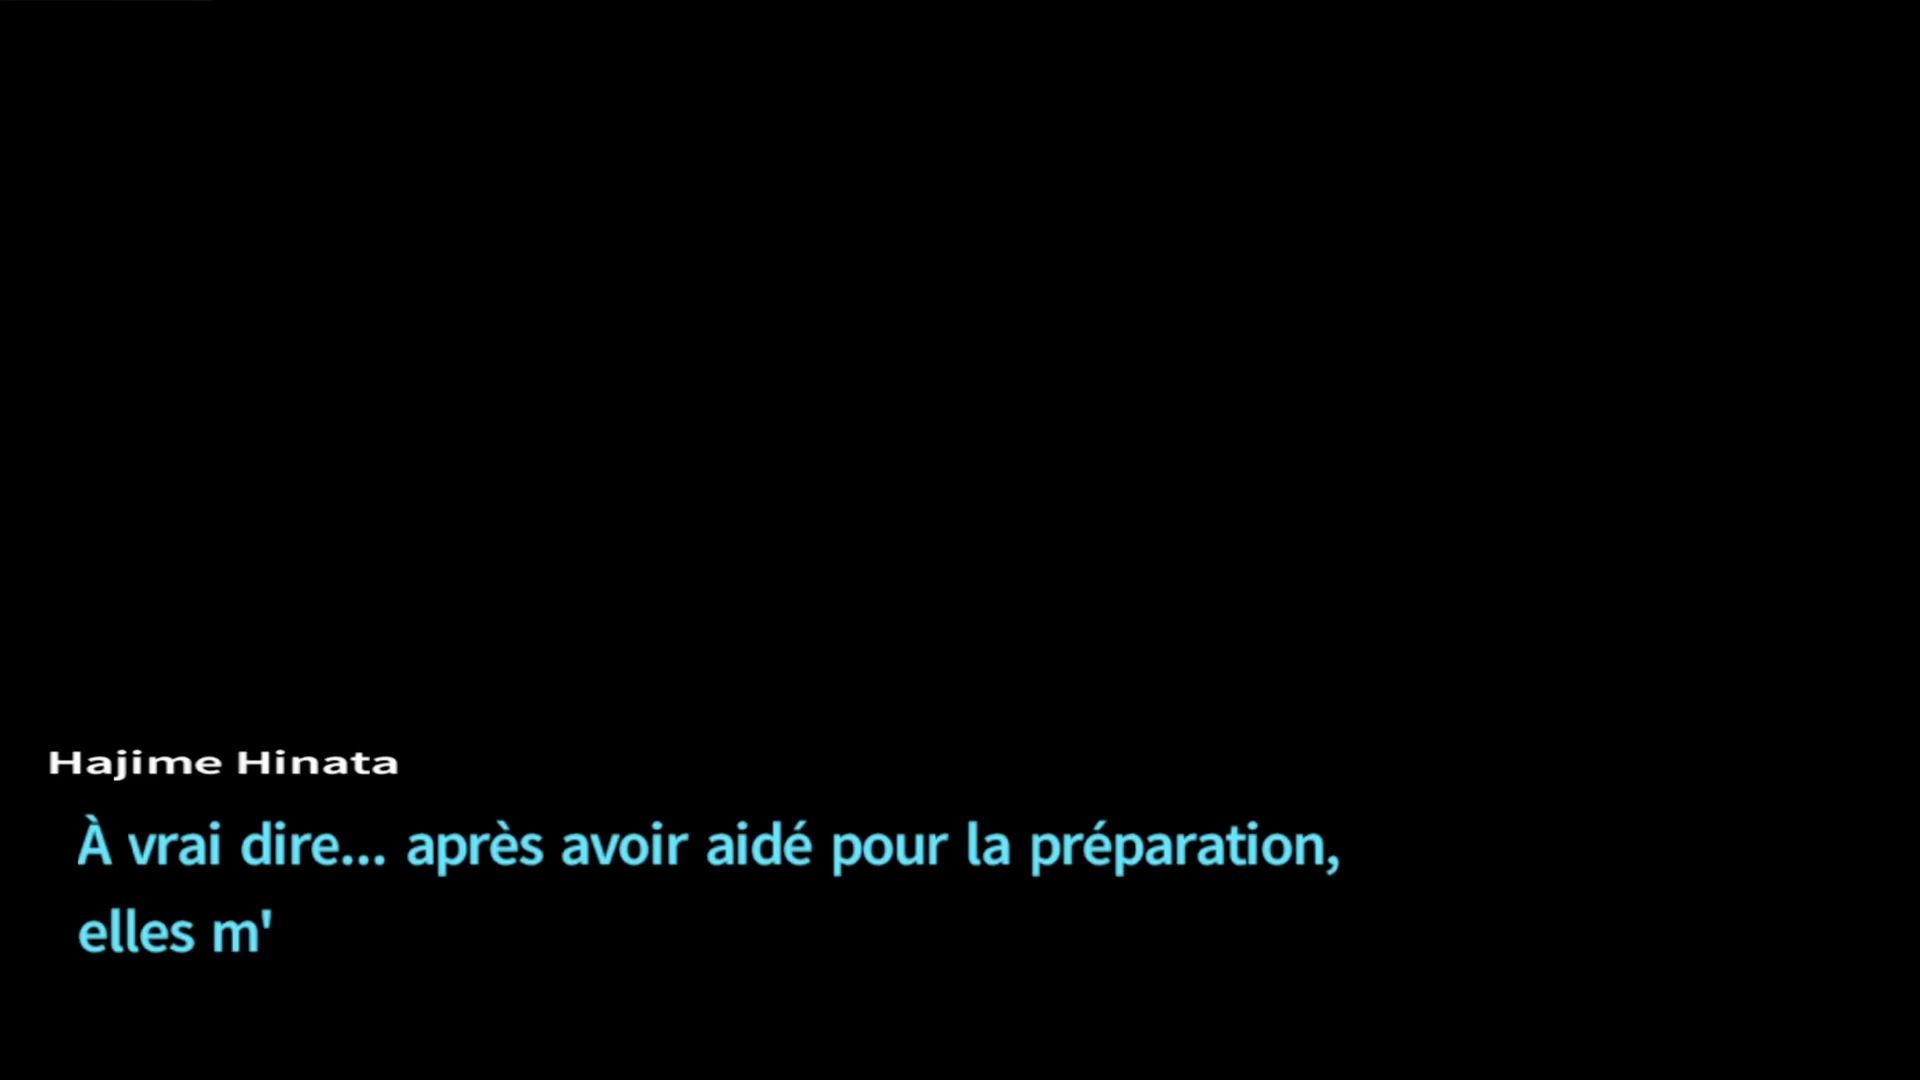 Hajime Hinata
À vrai dire... après avoir aidé pour la préparation,
elles m'